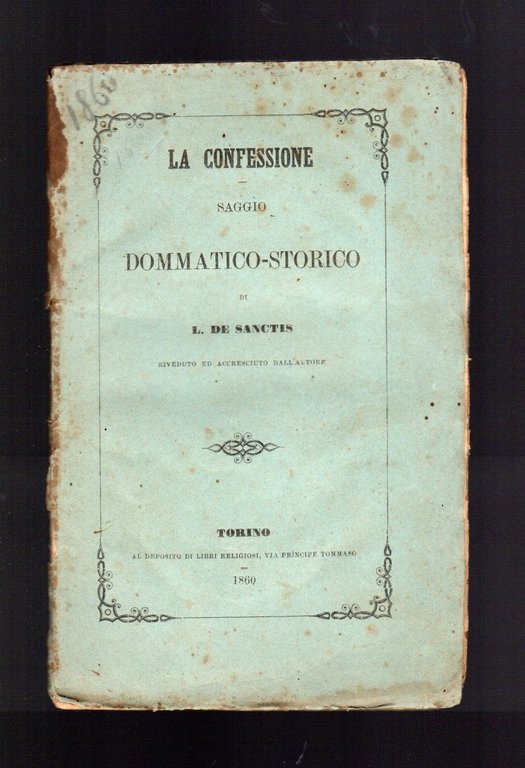 1860
LA CONFESSIONE
SAGGIO
DOMMATICO-STORICO
DI
L. DE SANCTIS
RIVEDUTO ED ACCRESCIUTO DALL'AUTORE
TORINO
AL DEPOSITO DI LIBRI RELIGIOSI, VIA PRINCIPE TOMMASO
1860